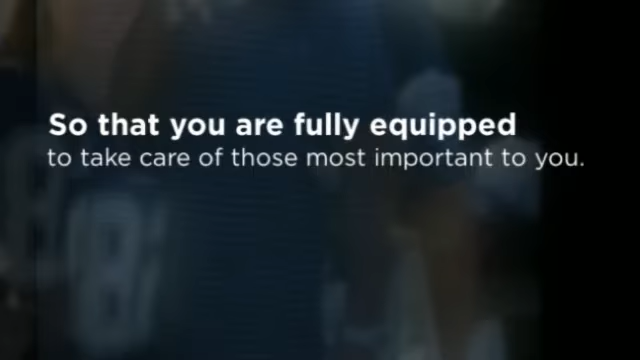 So that you are fully equipped
to take care of those most important to you.